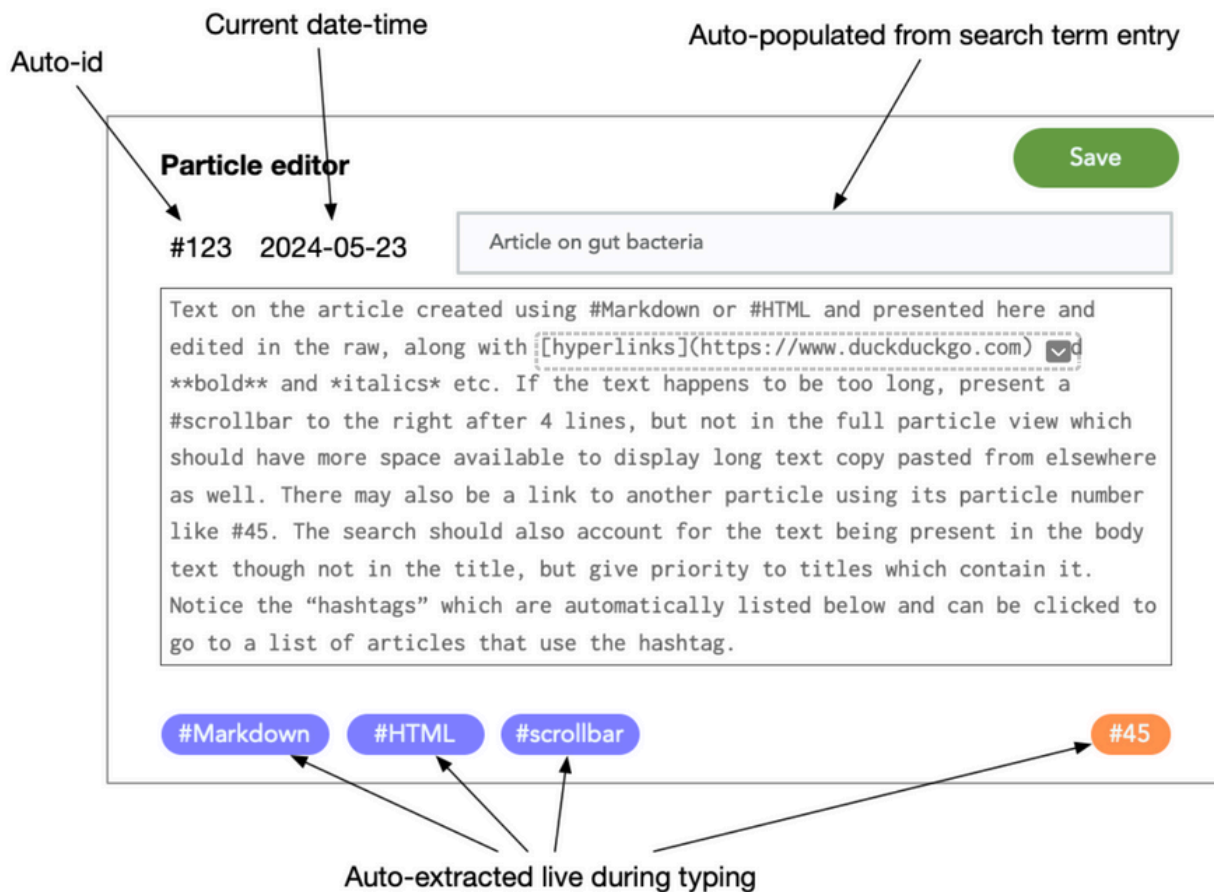 Current date-time
Auto-populated from search term entry
Auto-id
Save
Particle editor
#123 2024-05-23 Article on gut bacteria
Text on the article created using #Markdown or #HTML and presented here and
edited in the raw, along with [hyperlinks](https://www.duckduckgo.com) d
**bold** and *italics* etc. If the text happens to be too long, present a
#scrollbar to the right after 4 lines, but not in the full particle view which
should have more space available to display long text copy pasted from elsewhere
as well. There may also be a link to another particle using its particle number
like #45. The search should also account for the text being present in the body
text though not in the title, but give priority to titles which contain it.
Notice the “hashtags” which are automatically listed below and can be clicked to
go to a list of articles that use the hashtag.
#Markdown #HTML #scrollbar #45
Auto-extracted live during typing